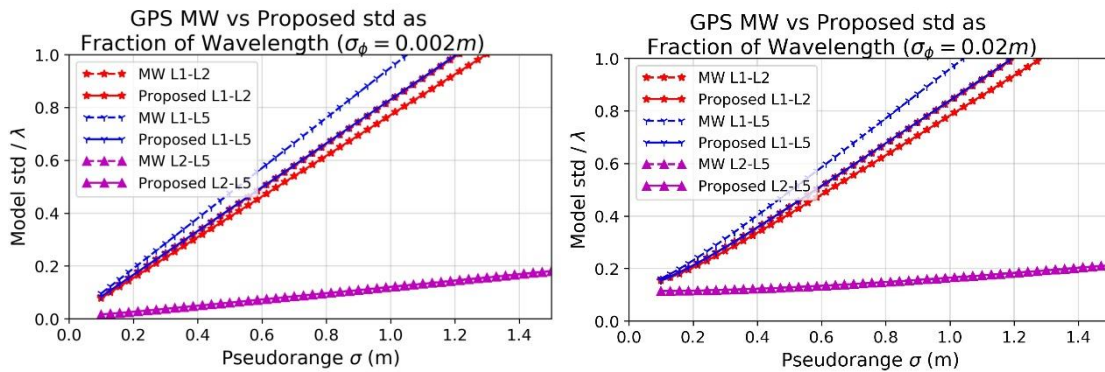 GPS MW vs Proposed std as
Fraction of Wavelength (σϕ = 0.002m)
1.0
0.8
0.6
0.4
0.2
0.0
Model std / λ
MW L1-L2
Proposed L1-L2
MW L1-L5
Proposed L1-L5
MW L2-L5
Proposed L2-L5
0.0 0.2 0.4 0.6 0.8 1.0 1.2 1.4
Pseudorange σ (m)
GPS MW vs Proposed std as
Fraction of Wavelength (σϕ = 0.02m)
1.0
0.8
0.6
0.4
0.2
0.0
Model std / λ
MW L1-L2
Proposed L1-L2
MW L1-L5
Proposed L1-L5
MW L2-L5
Proposed L2-L5
0.0 0.2 0.4 0.6 0.8 1.0 1.2 1.4
Pseudorange σ (m)